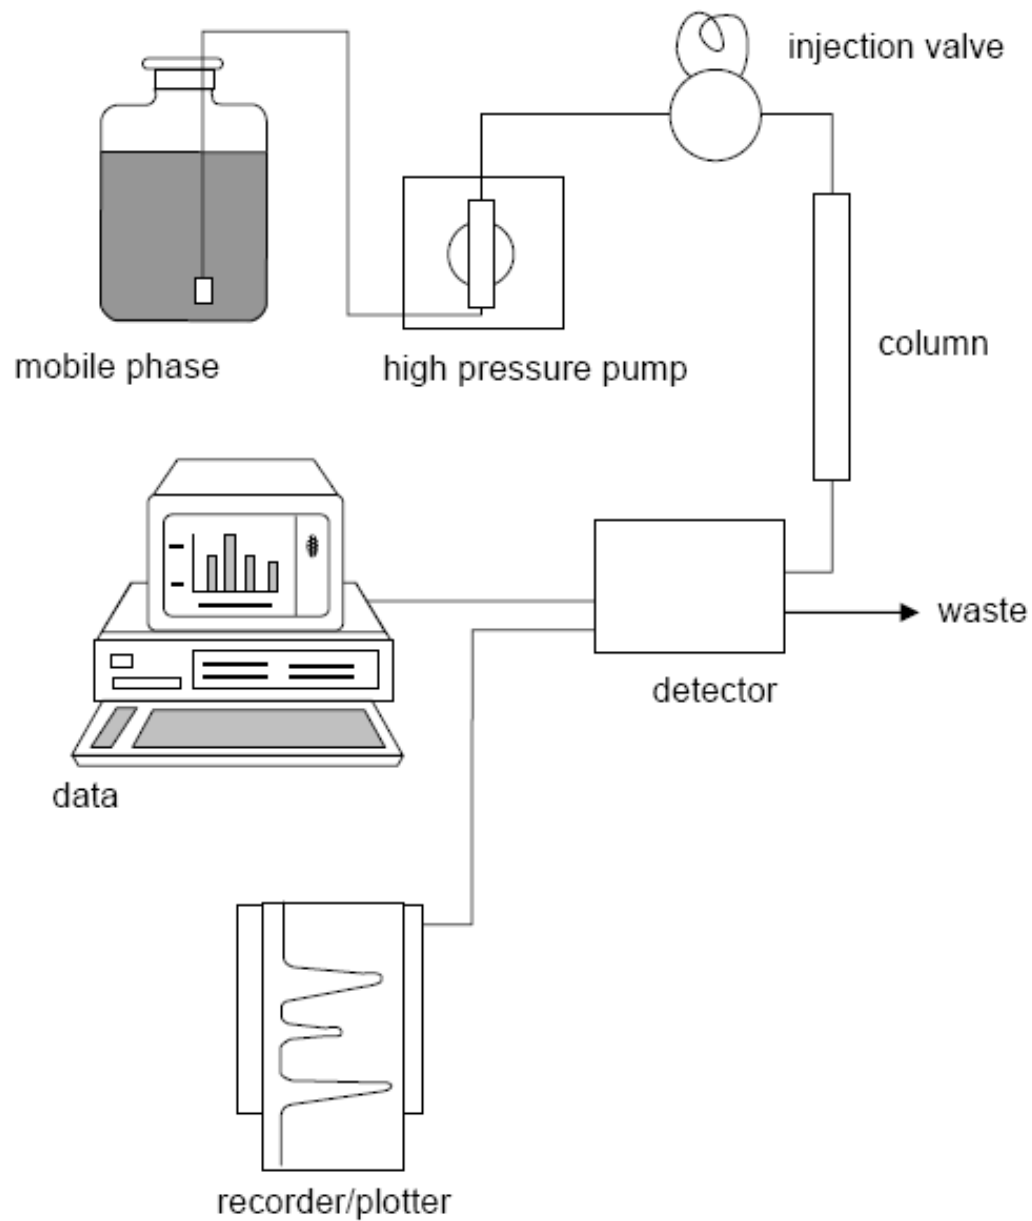 injection valve
mobile phase
high pressure pump
column
waste
detector
data
recorder/plotter